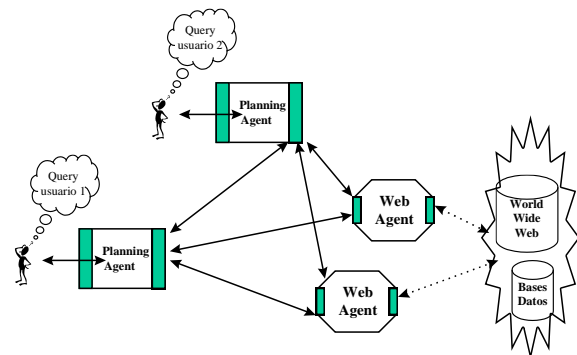 Query
usuario 2
Planning
Agent
Query
usuario 1
Planning
Agent
Web
Agent
Web
Agent
World
Wide
Web
Bases
Datos